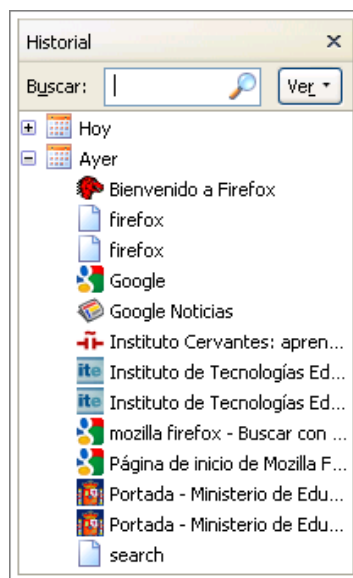 Historial
Buscar: Ver
Hoy
Ayer
Bienvenido a Firefox
firefox
firefox
Google
Google Noticias
Instituto Cervantes: apren...
ite Instituto de Tecnologías Ed...
ite Instituto de Tecnologías Ed...
mozilla firefox - Buscar con ...
Página de inicio de Mozilla F...
Portada - Ministerio de Edu...
Portada - Ministerio de Edu...
search